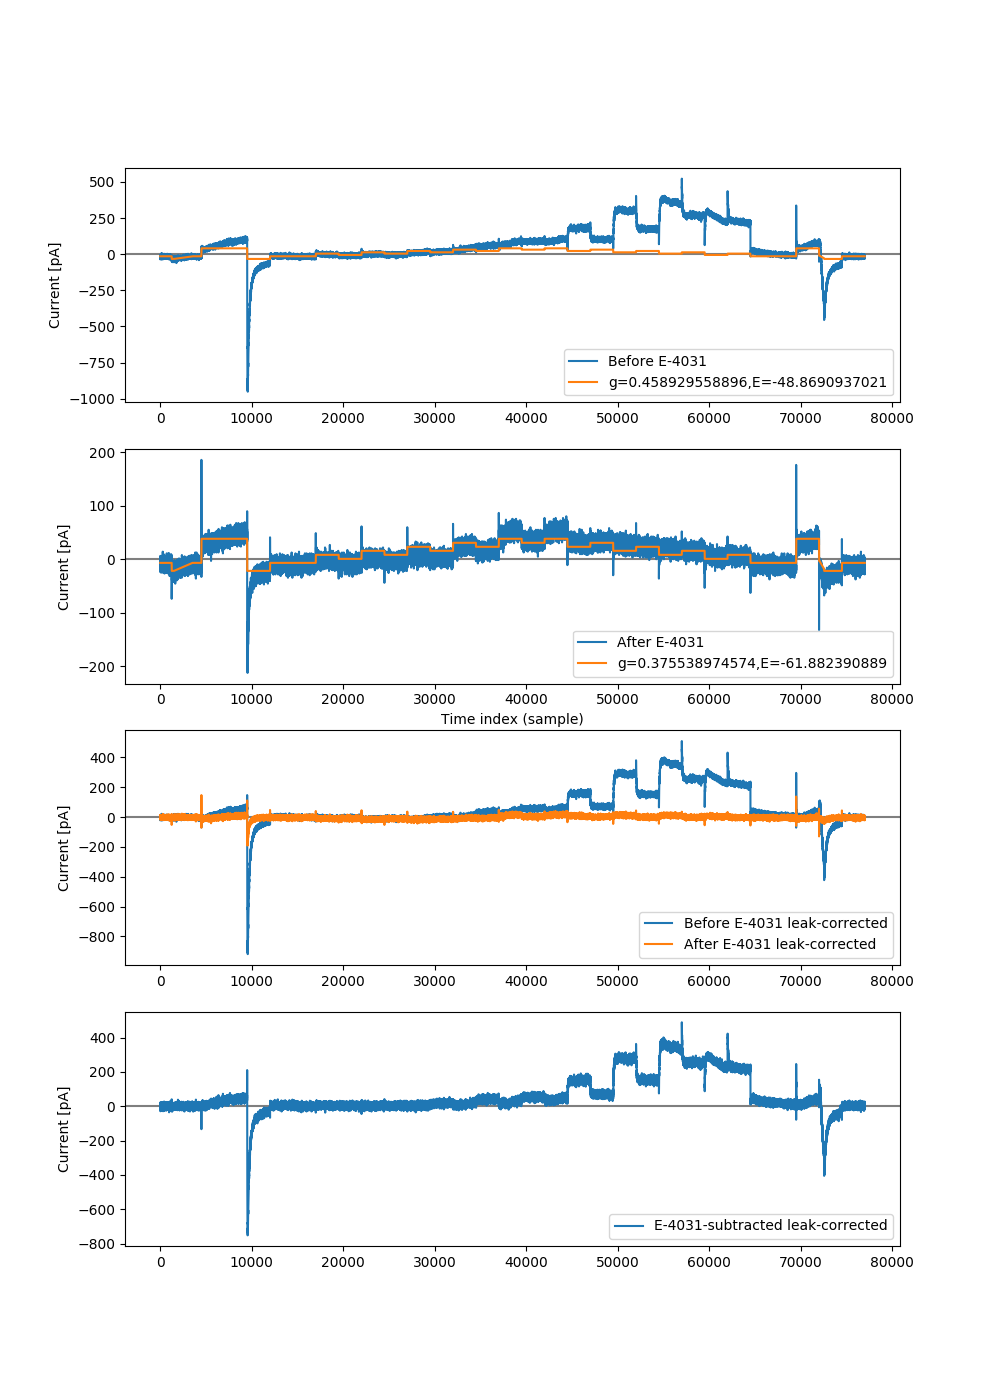 500
250
0
−250
−500
−750
−1000
Current [pA]
Before E-4031
g=0.458929558896,E=-48.8690937021
0 10000 20000 30000 40000 50000 60000 70000 80000
200
100
0
−100
−200
Current [pA]
After E-4031
g=0.375538974574,E=-61.882390889
0 10000 20000 30000 40000 50000 60000 70000 80000
Time index (sample)
400
200
0
−200
−400
−600
−800
Current [pA]
Before E-4031 leak-corrected
After E-4031 leak-corrected
0 10000 20000 30000 40000 50000 60000 70000 80000
400
200
0
−200
−400
−600
−800
Current [pA]
E-4031-subtracted leak-corrected
0 10000 20000 30000 40000 50000 60000 70000 80000